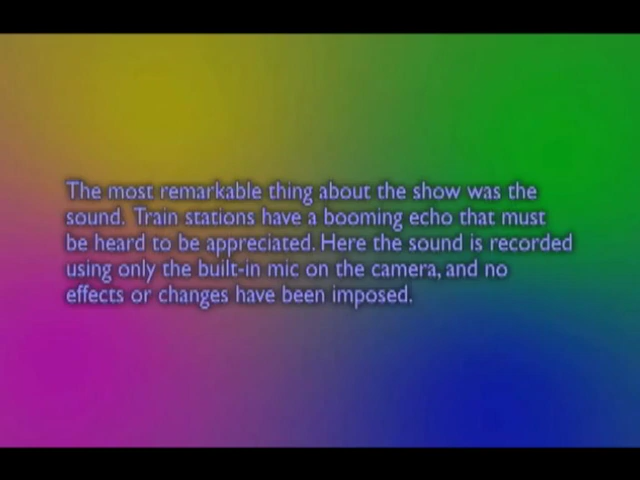 The most remarkable thing about the show was the
sound. Train stations have a booming echo that must
be heard to be appreciated. Here the sound is recorded
using only the built-in mic on the camera, and no
effects or changes have been imposed.